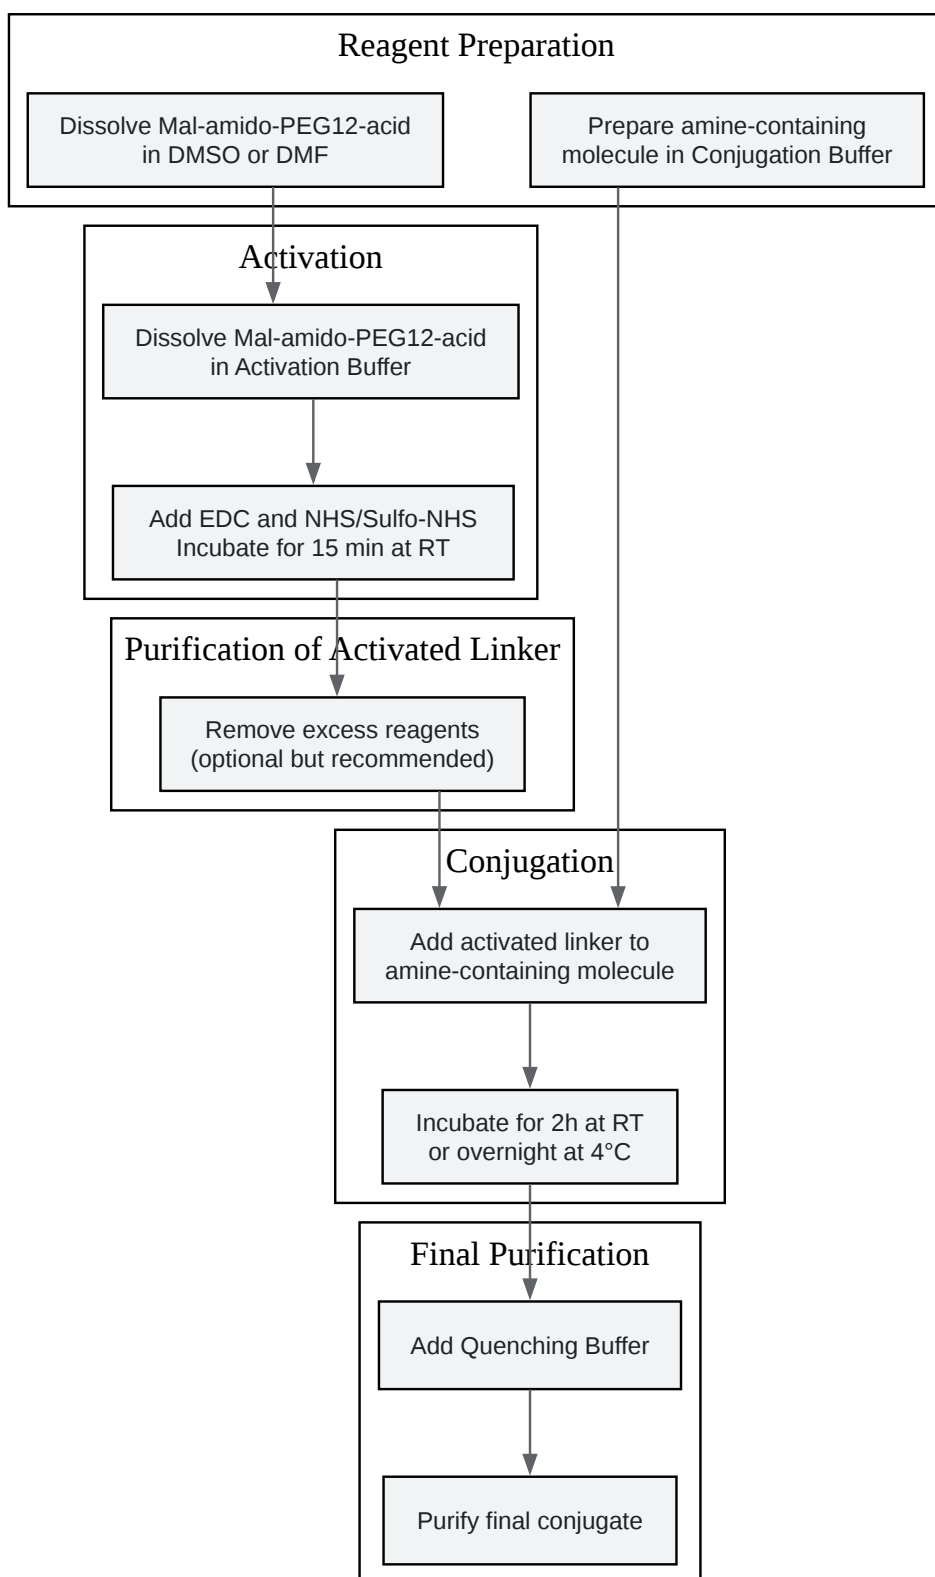 Reagent Preparation
Dissolve Mal-amido-PEG12-acid
in DMSO or DMF
Prepare amine-containing
molecule in Conjugation Buffer
Activation
Dissolve Mal-amido-PEG12-acid
in Activation Buffer
Add EDC and NHS/Sulfo-NHS
Incubate for 15 min at RT
Purification of Activated Linker
Remove excess reagents
(optional but recommended)
Conjugation
Add activated linker to
amine-containing molecule
Incubate for 2h at RT
or overnight at 4°C
Final Purification
Add Quenching Buffer
Purify final conjugate